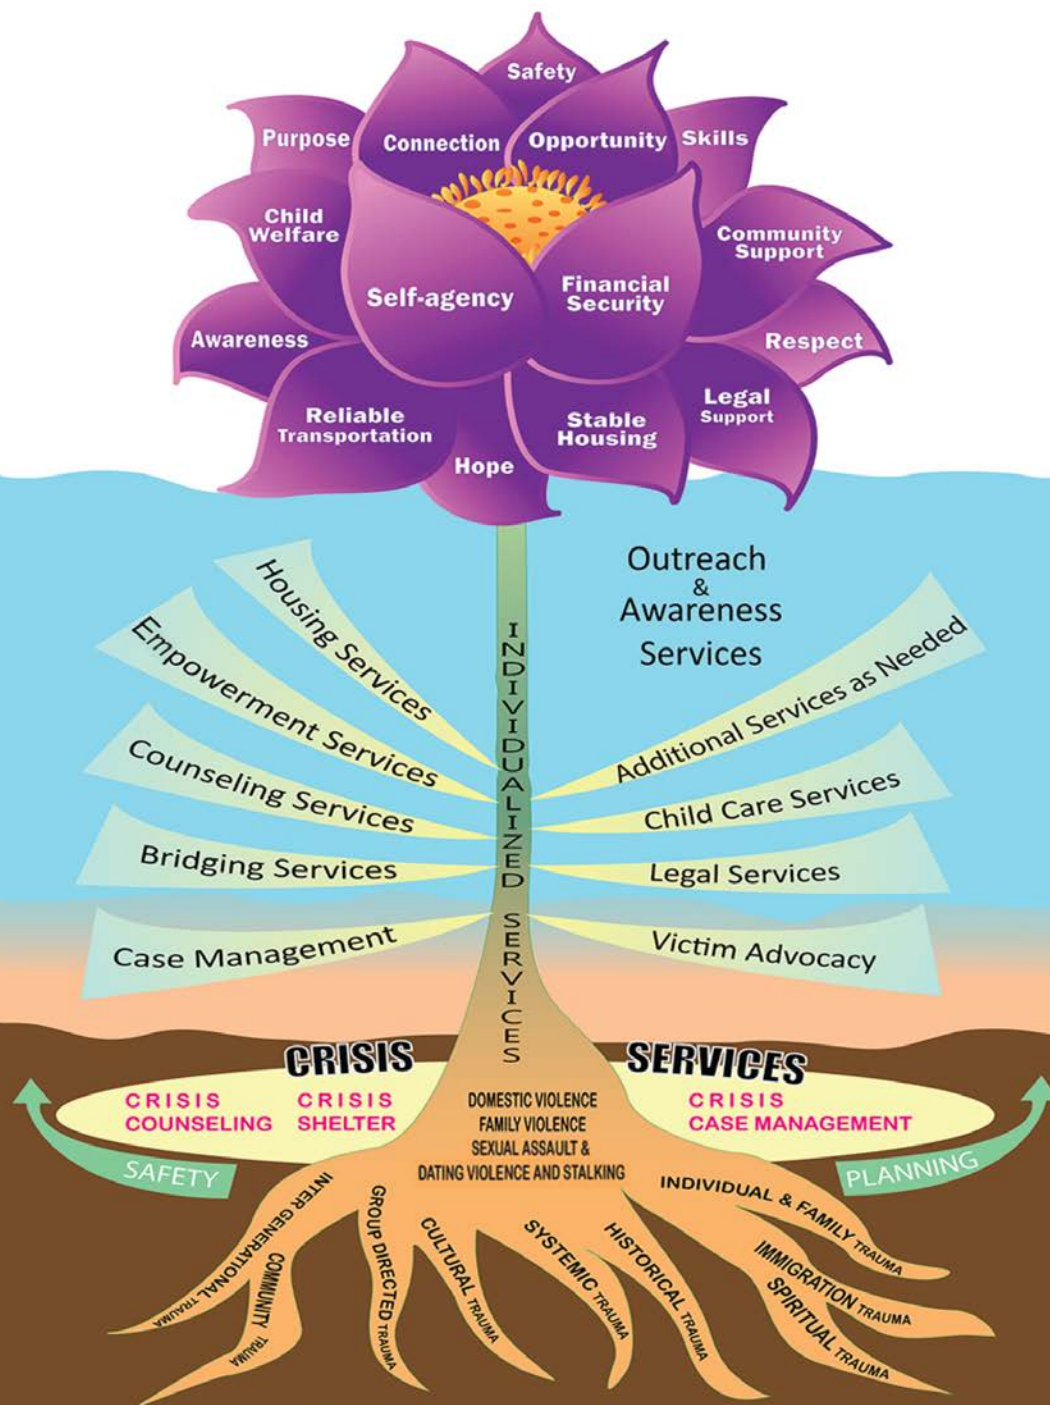 Safety
Purpose
Connection
Opportunity
Skills
Child
Welfare
Community
Support
Self-agency
Financial
Security
Awareness
Respect
Reliable
Transportation
Hope
Stable
Housing
Legal
Support
Outreach
&
Awareness
Services
INDIVIDUALIZED SERVICES
Housing Services
Empowerment Services
Counseling Services
Bridging Services
Case Management
Additional Services as Needed
Child Care Services
Legal Services
Victim Advocacy
CRISIS SERVICES
CRISIS
COUNSELING
CRISIS
SHELTER
DOMESTIC VIOLENCE
FAMILY VIOLENCE
SEXUAL ASSAULT &
DATING VIOLENCE AND STALKING
CRISIS
CASE MANAGEMENT
SAFETY
PLANNING
INTER GENERATIONAL TRAUMA
COMMUNITY TRAUMA
GROUP DIRECTED TRAUMA
CULTURAL TRAUMA
SYSTEMIC TRAUMA
HISTORICAL TRAUMA
INDIVIDUAL & FAMILY TRAUMA
IMMIGRATION TRAUMA
SPIRITUAL TRAUMA